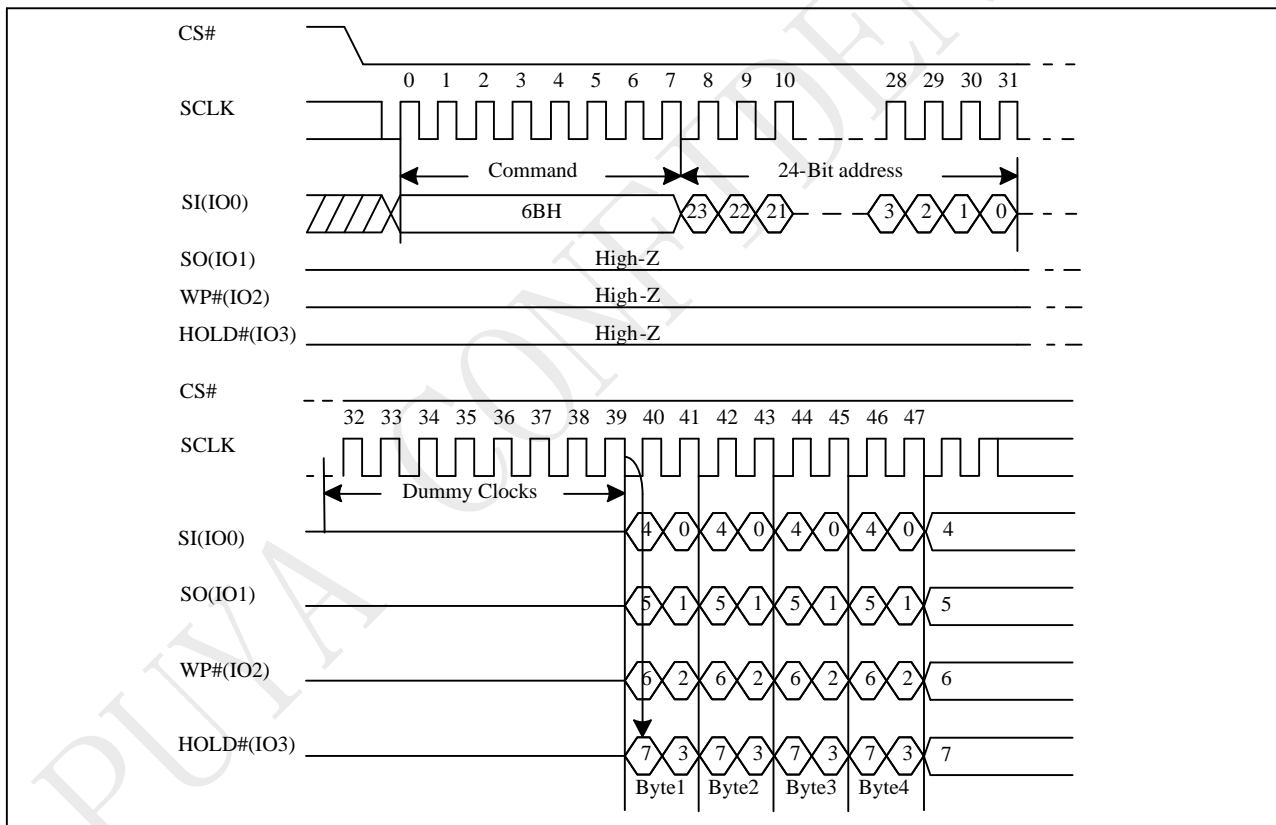 CS#
0 1 2 3 4 5 6 7 8 9 10 28 29 30 31
SCLK
Command 24-Bit address
SI(IO0) 6BH 23 22 21 3 2 1 0
SO(IO1) High-Z
WP#(IO2) High-Z
HOLD#(IO3) High-Z
CS#
32 33 34 35 36 37 38 39 40 41 42 43 44 45 46 47
SCLK
Dummy Clocks
SI(IO0) 4 0 4 0 4 0 4 0 4
SO(IO1) 5 1 5 1 5 1 5 1 5
WP#(IO2) 6 2 6 2 6 2 6 2 6
HOLD#(IO3) 7 3 7 3 7 3 7 3 7
Byte1 Byte2 Byte3 Byte4
PUYA CONFIDEN